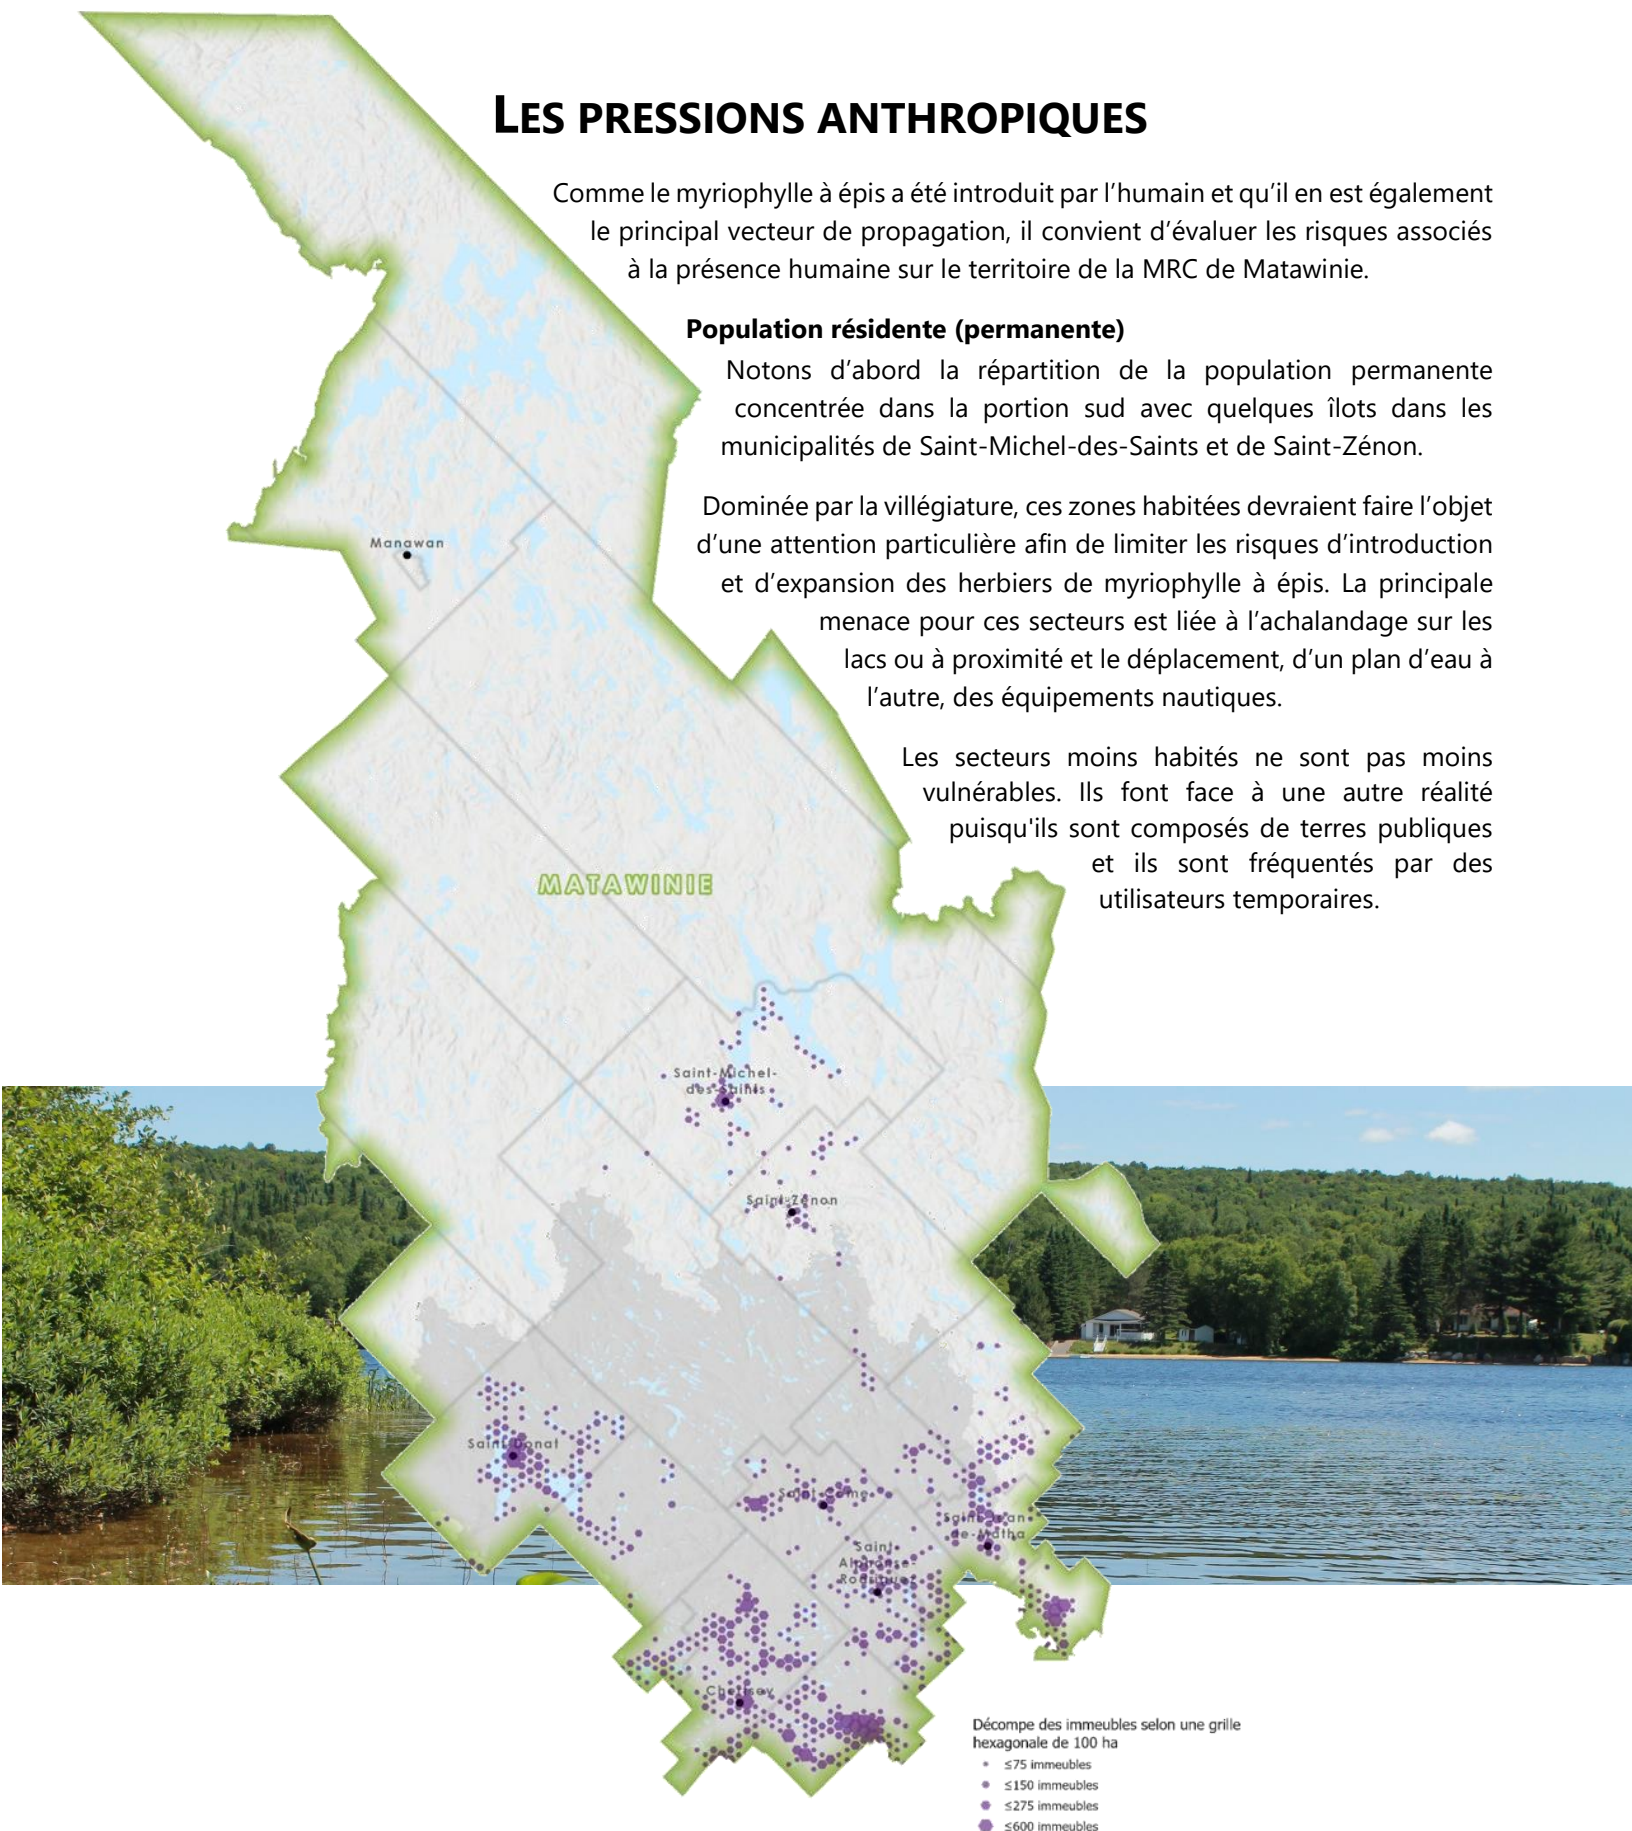 LES PRESSIONS ANTHROPIQUES
Comme le myriophylle à épis a été introduit par l’humain et qu’il en est également
le principal vecteur de propagation, il convient d’évaluer les risques associés
à la présence humaine sur le territoire de la MRC de Matawinie.
Population résidente (permanente)
Notons d’abord la répartition de la population permanente
concentrée dans la portion sud avec quelques îlots dans les
municipalités de Saint-Michel-des-Saints et de Saint-Zénon.
Dominée par la villégiature, ces zones habitées devraient faire l’objet
d’une attention particulière afin de limiter les risques d’introduction
et d’expansion des herbiers de myriophylle à épis. La principale
menace pour ces secteurs est liée à l’achalandage sur les
lacs ou à proximité et le déplacement, d’un plan d’eau à
l’autre, des équipements nautiques.
Les secteurs moins habités ne sont pas moins
vulnérables. Ils font face à une autre réalité
puisqu'ils sont composés de terres publiques
et ils sont fréquentés par des
utilisateurs temporaires.
Manawan
MATAWINIE
Saint-Michel-
des-Saints
Saint-Zénon
Saint-Donat
Saint-Côme
Saint-Jean-
de-Matha
Saint-
Alphonse-
Rodriguez
Chertsey
Décompe des immeubles selon une grille
hexagonale de 100 ha
≤75 immeubles
≤150 immeubles
≤275 immeubles
≤600 immeubles